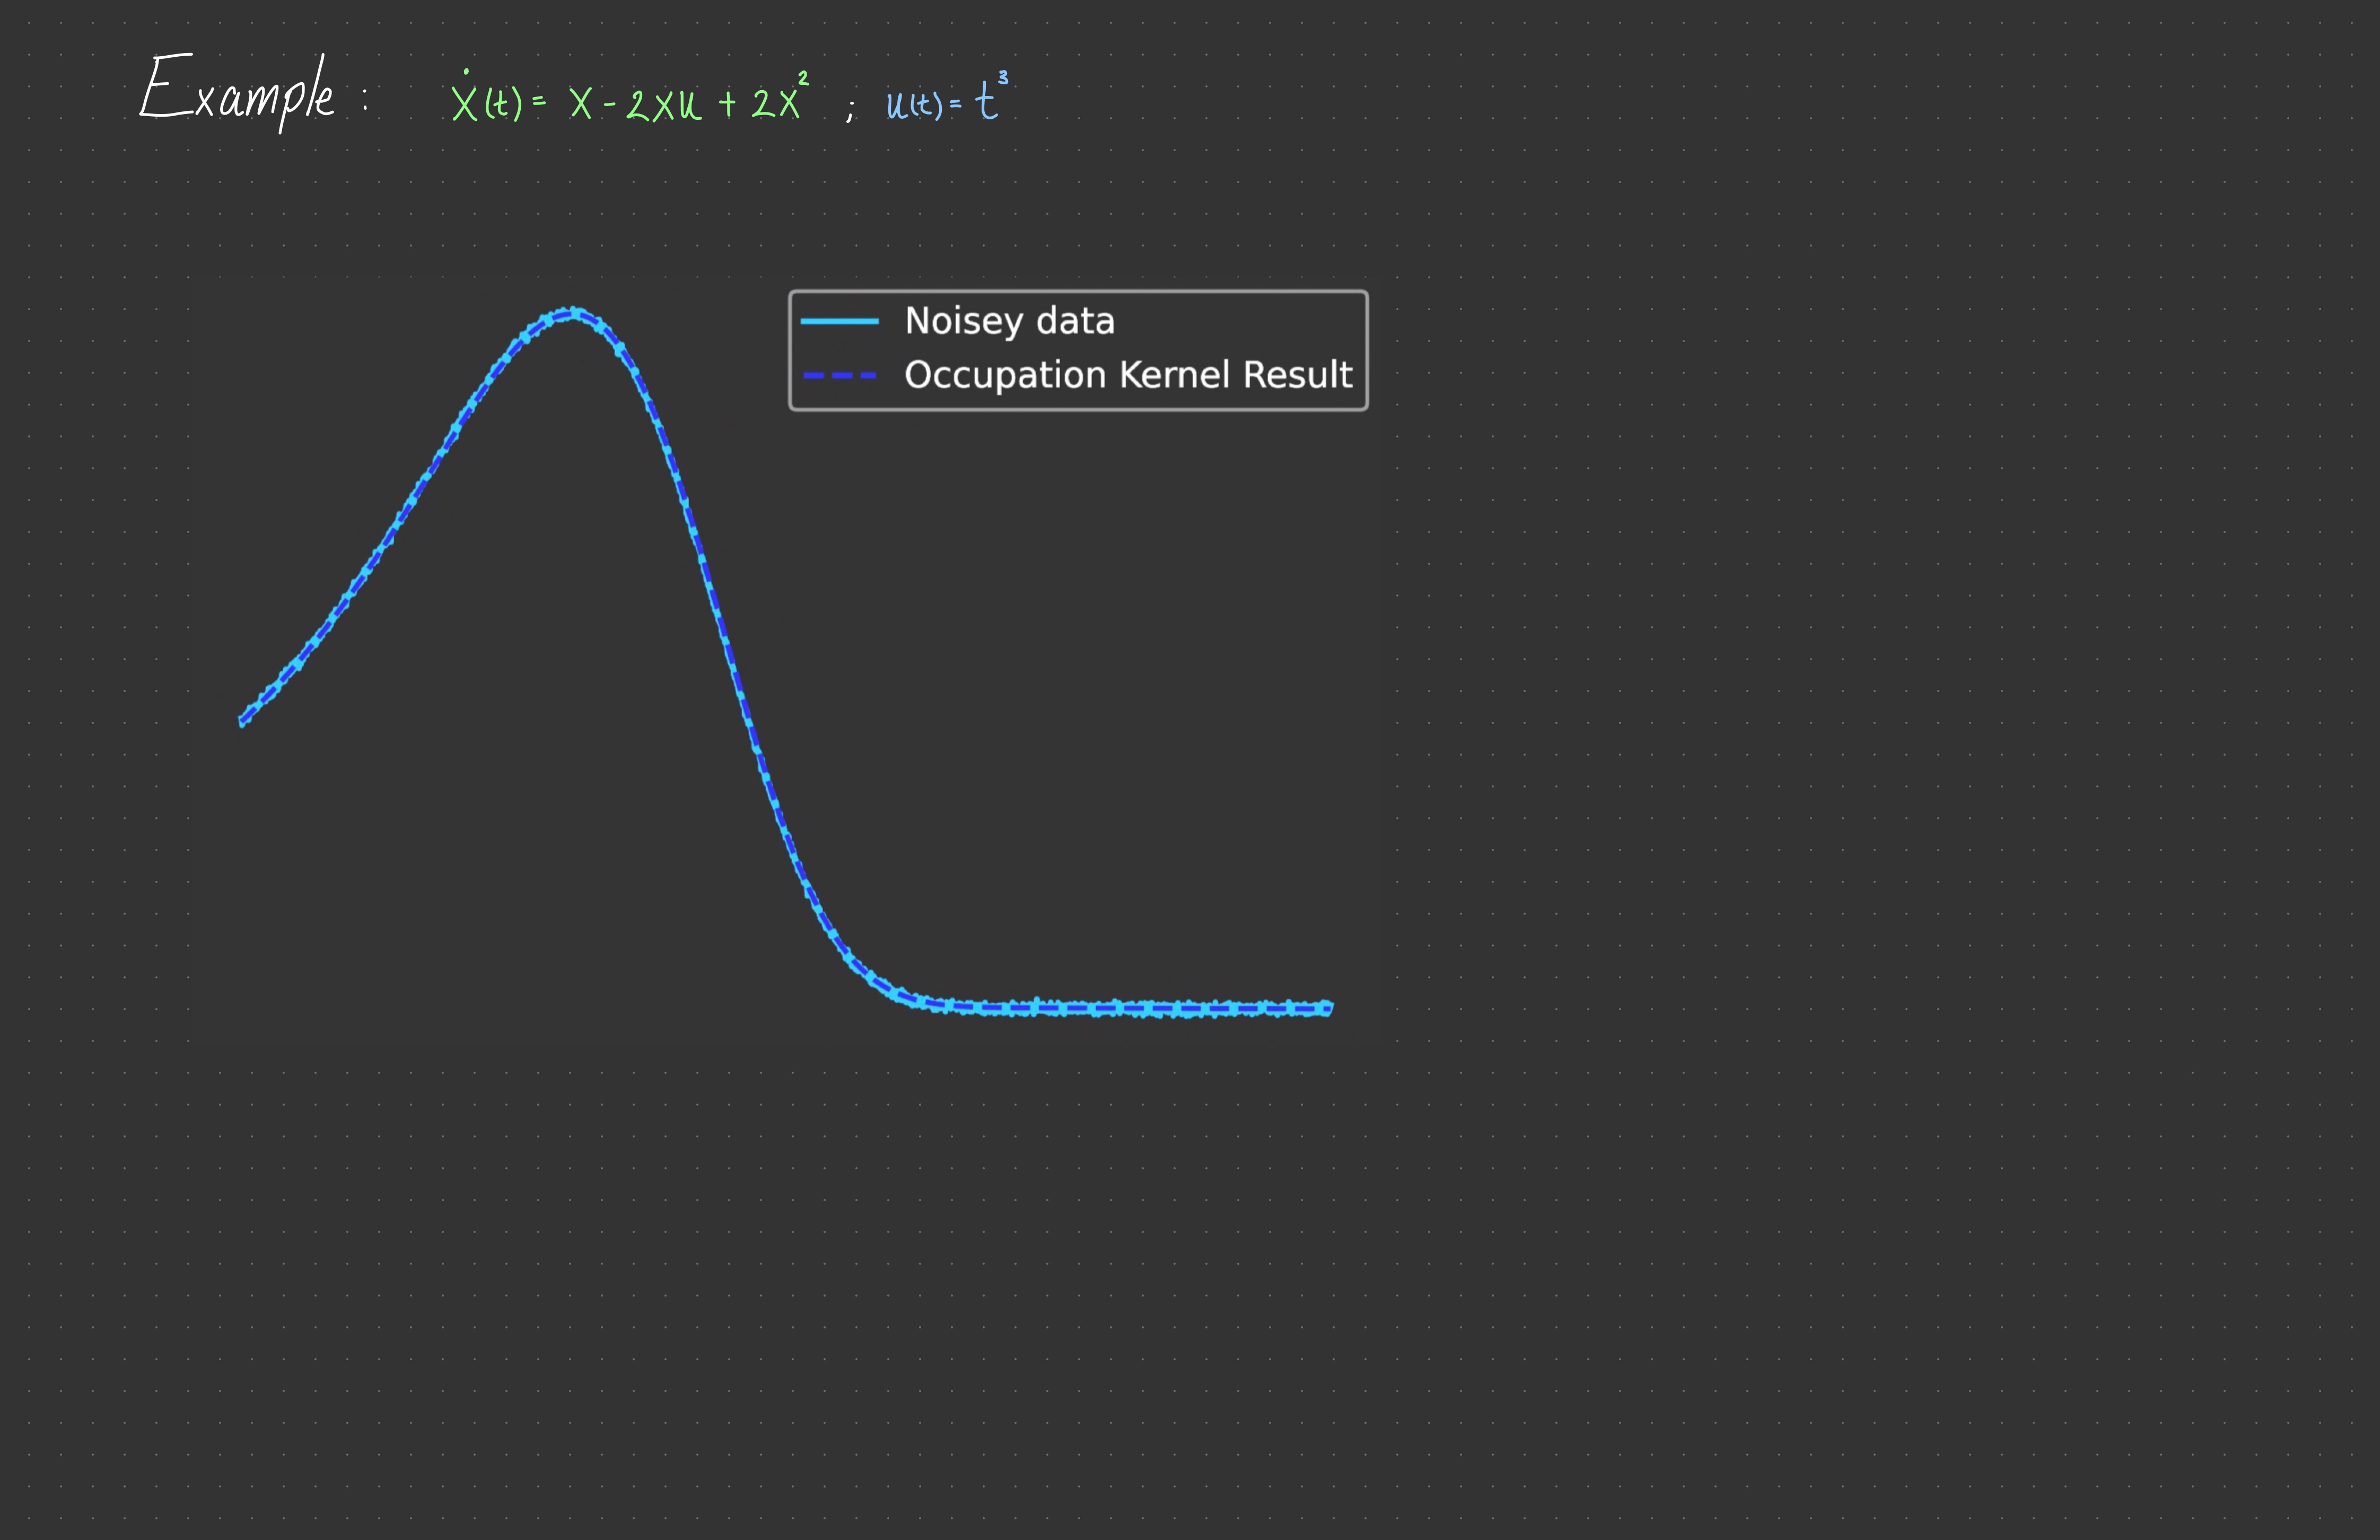 Example: ẋ(t) = x - 2xu + 2x² ; u(t) = t³
Noisey data
Occupation Kernel Result